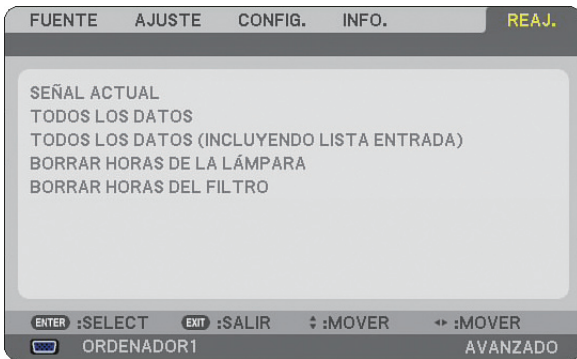 FUENTE AJUSTE CONFIG. INFO. REAJ.
SEÑAL ACTUAL
TODOS LOS DATOS
TODOS LOS DATOS (INCLUYENDO LISTA ENTRADA)
BORRAR HORAS DE LA LÁMPARA
BORRAR HORAS DEL FILTRO
ENTER :SELECT EXIT :SALIR :MOVER :MOVER
ORDENADOR1 AVANZADO